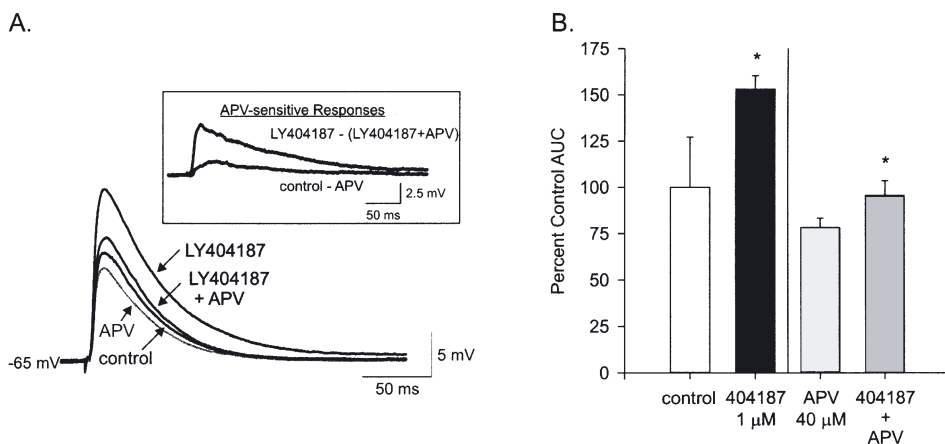 A.
APV-sensitive Responses
LY404187 - (LY404187+APV)
control - APV
2.5 mV
50 ms
LY404187
LY404187
+ APV
APV
control
-65 mV
5 mV
50 ms
B.
Percent Control AUC
175
150
125
100
75
50
25
0
*
*
control
404187
1 μM
APV
40 μM
404187
+
APV